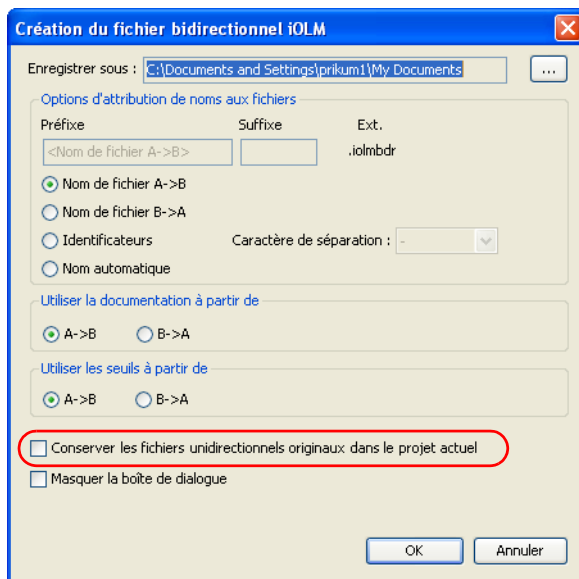 Création du fichier bidirectionnel iOLM
Enregistrer sous : C:\Documents and Settings\prikum1\My Documents ...
Options d'attribution de noms aux fichiers
Préfixe Suffixe Ext.
<Nom de fichier A->B> .iolmbdr
Nom de fichier A->B
Nom de fichier B->A
Identificateurs Caractère de séparation : -
Nom automatique
Utiliser la documentation à partir de
A->B B->A
Utiliser les seuils à partir de
A->B B->A
Conserver les fichiers unidirectionnels originaux dans le projet actuel
Masquer la boîte de dialogue
OK Annuler